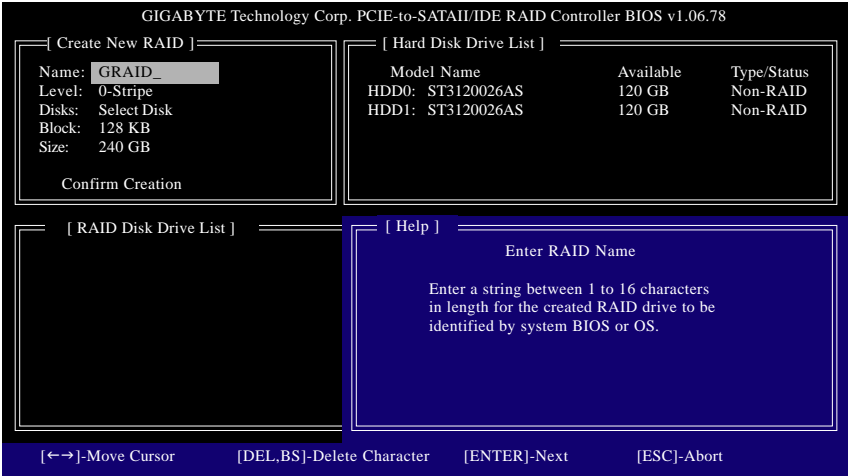 GIGABYTE Technology Corp. PCIE-to-SATAII/IDE RAID Controller BIOS v1.06.78
[ Create New RAID ]
Name: GRAID_
Level: 0-Stripe
Disks: Select Disk
Block: 128 KB
Size: 240 GB
Confirm Creation
[ Hard Disk Drive List ]
Model Name Available Type/Status
HDD0: ST3120026AS 120 GB Non-RAID
HDD1: ST3120026AS 120 GB Non-RAID
[ RAID Disk Drive List ]
[ Help ]
Enter RAID Name
Enter a string between 1 to 16 characters
in length for the created RAID drive to be
identified by system BIOS or OS.
[←→]-Move Cursor [DEL,BS]-Delete Character [ENTER]-Next [ESC]-Abort